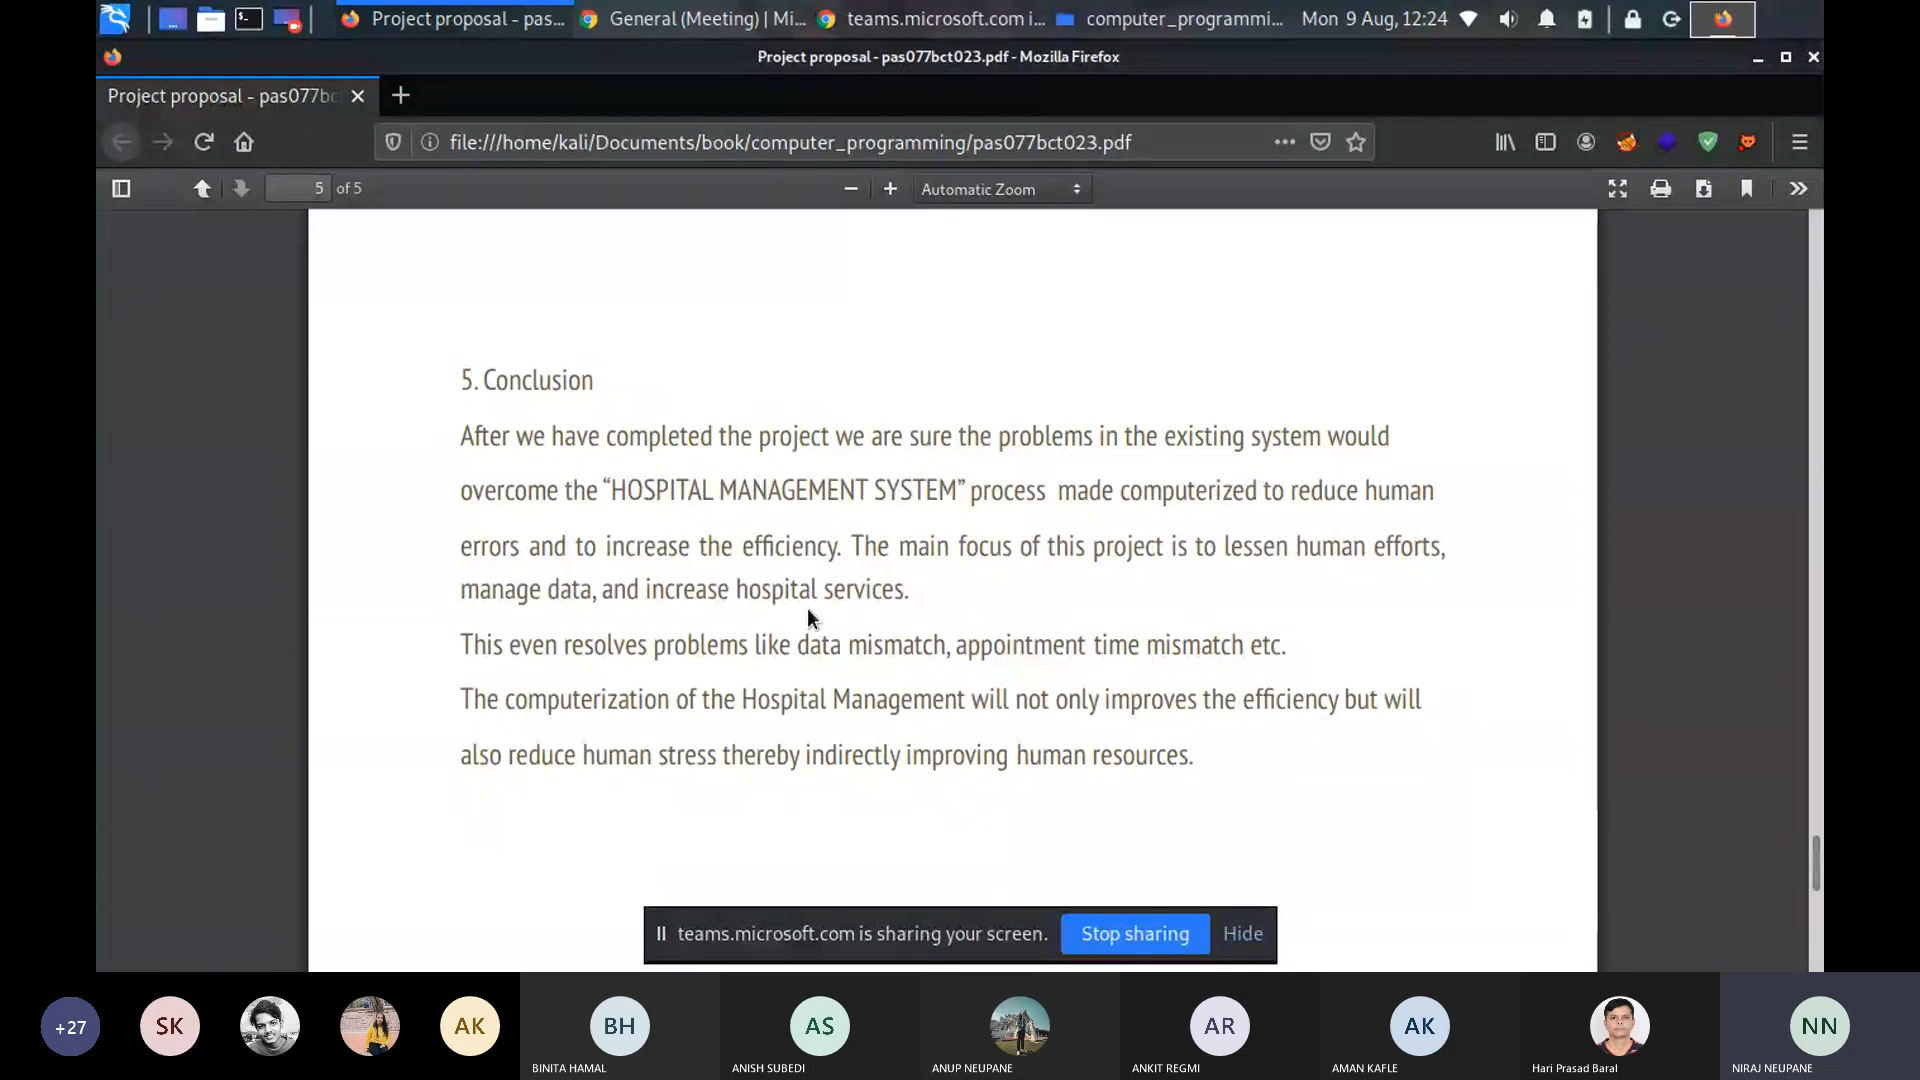 Project proposal - pas...
General (Meeting) | Mi...
teams.microsoft.com i...
computer_programmi...
Mon 9 Aug, 12:24
Project proposal - pas077bct023.pdf - Mozilla Firefox
Project proposal - pas077bc
file:///home/kali/Documents/book/computer_programming/pas077bct023.pdf
5 of 5
Automatic Zoom
5. Conclusion
After we have completed the project we are sure the problems in the existing system would
overcome the “HOSPITAL MANAGEMENT SYSTEM” process made computerized to reduce human
errors and to increase the efficiency. The main focus of this project is to lessen human efforts,
manage data, and increase hospital services.
This even resolves problems like data mismatch, appointment time mismatch etc.
The computerization of the Hospital Management will not only improves the efficiency but will
also reduce human stress thereby indirectly improving human resources.
teams.microsoft.com is sharing your screen.
Stop sharing
Hide
+27
SK
AK
BH
AS
AR
AK
NN
BINITA HAMAL
ANISH SUBEDI
ANUP NEUPANE
ANKIT REGMI
AMAN KAFLE
Hari Prasad Baral
NIRAJ NEUPANE